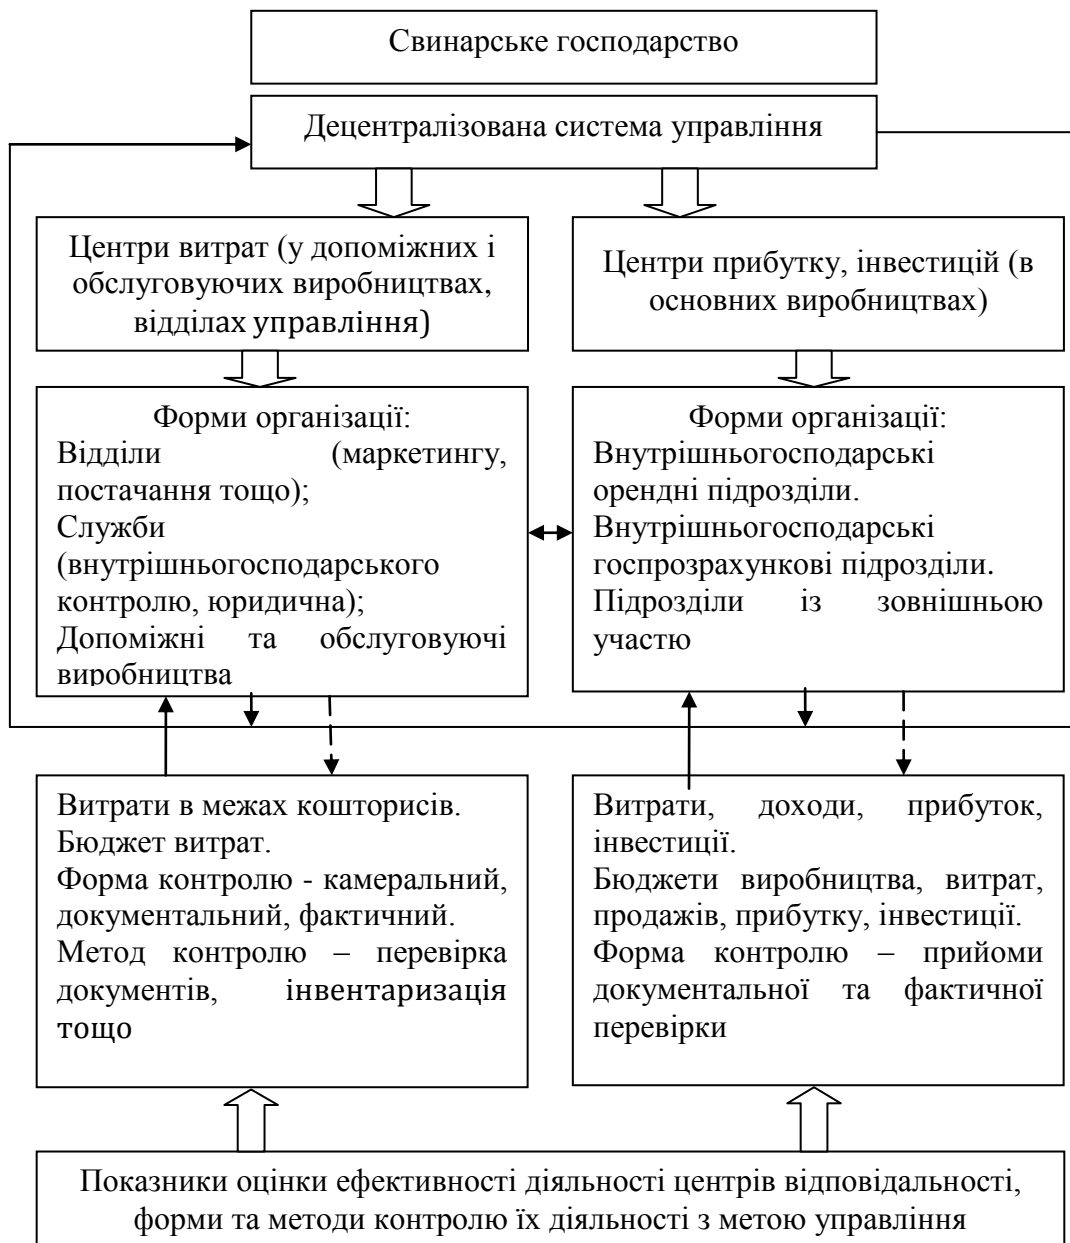 Свинарське господарство
Децентралізована система управління
Центри витрат (у допоміжних і
обслуговуючих виробництвах,
відділах управління)
Центри прибутку, інвестицій (в
основних виробництвах)
Форми організації:
Відділи (маркетингу,
постачання тощо);
Служби
(внутрішньогосподарського
контролю, юридична);
Допоміжні та обслуговуючі
виробництва
Форми організації:
Внутрішньогосподарські
орендні підрозділи.
Внутрішньогосподарські
госпрозрахункові підрозділи.
Підрозділи із зовнішньою
участю
Витрати в межах кошторисів.
Бюджет витрат.
Форма контролю - камеральний,
документальний, фактичний.
Метод контролю – перевірка
документів, інвентаризація
тощо
Витрати, доходи, прибуток,
інвестиції.
Бюджети виробництва, витрат,
продажів, прибутку, інвестиції.
Форма контролю – прийоми
документальної та фактичної
перевірки
Показники оцінки ефективності діяльності центрів відповідальності,
форми та методи контролю їх діяльності з метою управління